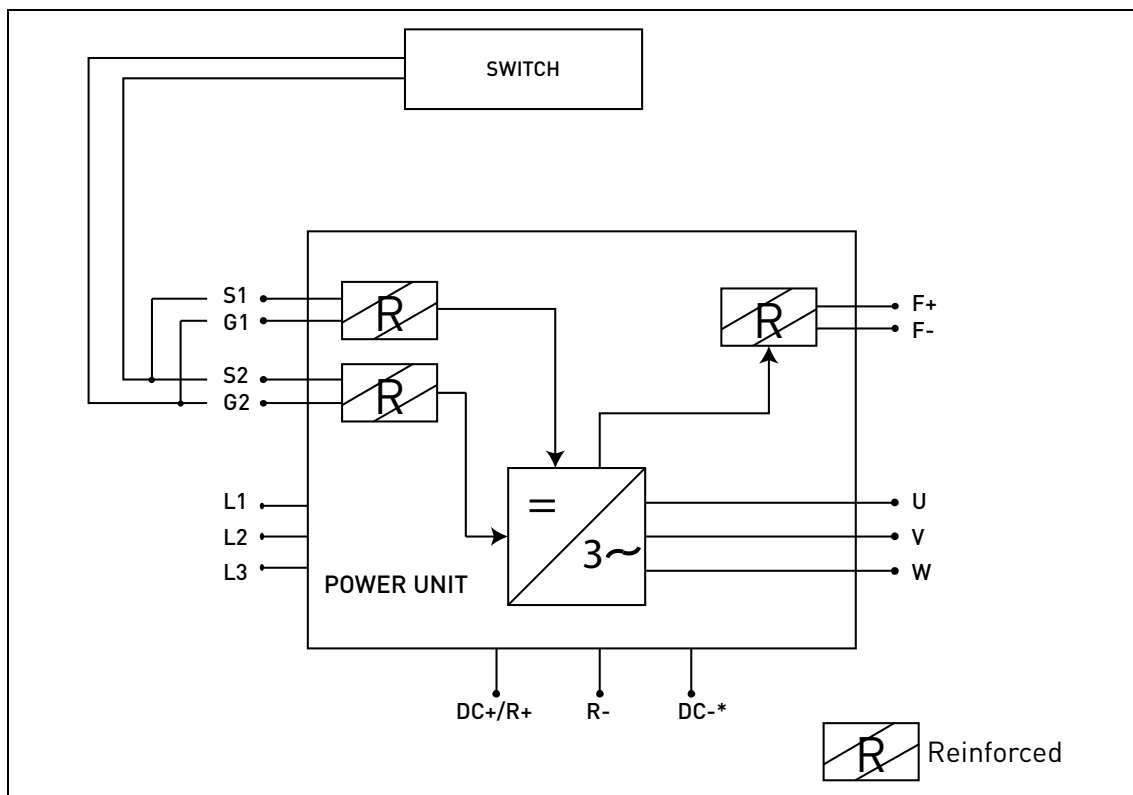 SWITCH
S1
G1
R
R
F+
F-
S2
G2
R
L1
L2
L3
=
3~
U
V
W
POWER UNIT
DC+/R+
R-
DC-*
R
Reinforced